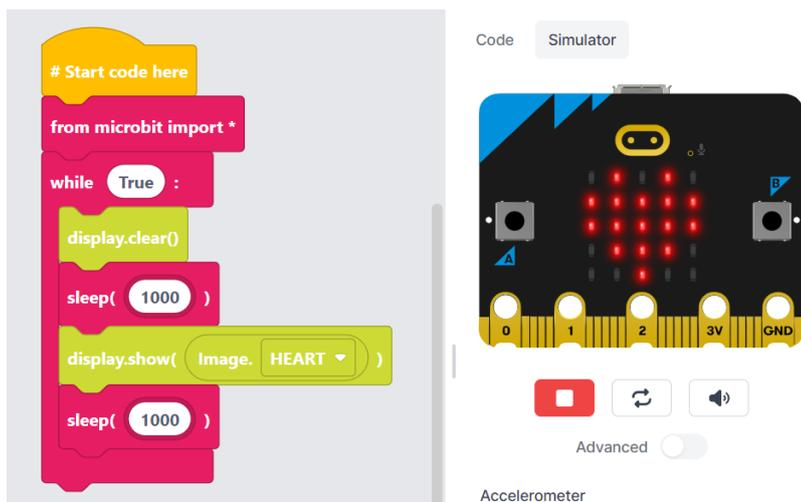 # Start code here
from microbit import *
while True :
display.clear()
sleep( 1000 )
display.show( Image. HEART )
sleep( 1000 )
Code Simulator
B
A
0 1 2 3V GND
Advanced
Accelerometer